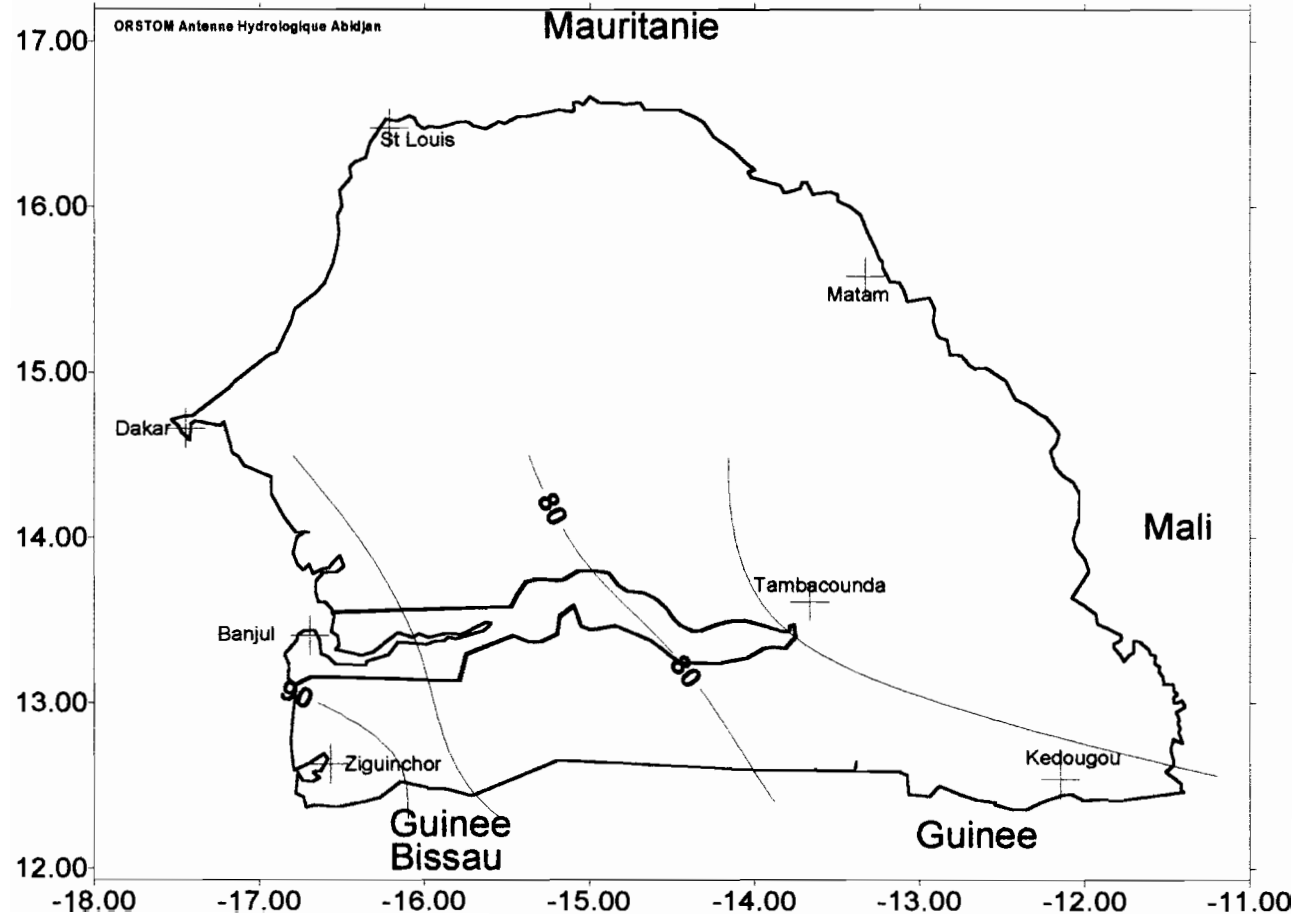 ORSTOM Antenne Hydrologique Abidjan
Mauritanie
17.00
St Louis
16.00
Matam
15.00
Dakar
80
14.00
Mali
Tambacounda
Banjul
80
90
13.00
Ziguinchor
Kedougou
Guinee
Bissau
Guinee
12.00
-18.00 -17.00 -16.00 -15.00 -14.00 -13.00 -12.00 -11.00